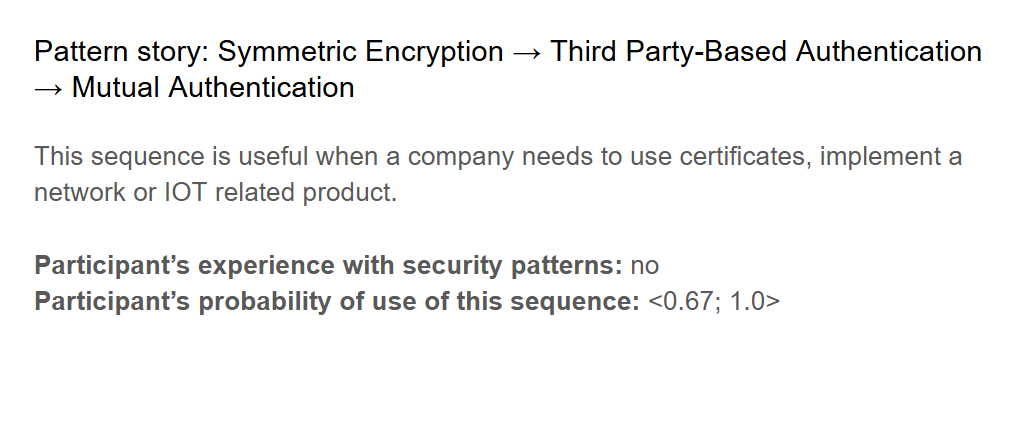 Pattern story: Symmetric Encryption → Third Party-Based Authentication
→ Mutual Authentication
This sequence is useful when a company needs to use certificates, implement a
network or IOT related product.
Participant’s experience with security patterns: no
Participant’s probability of use of this sequence: <0.67; 1.0>